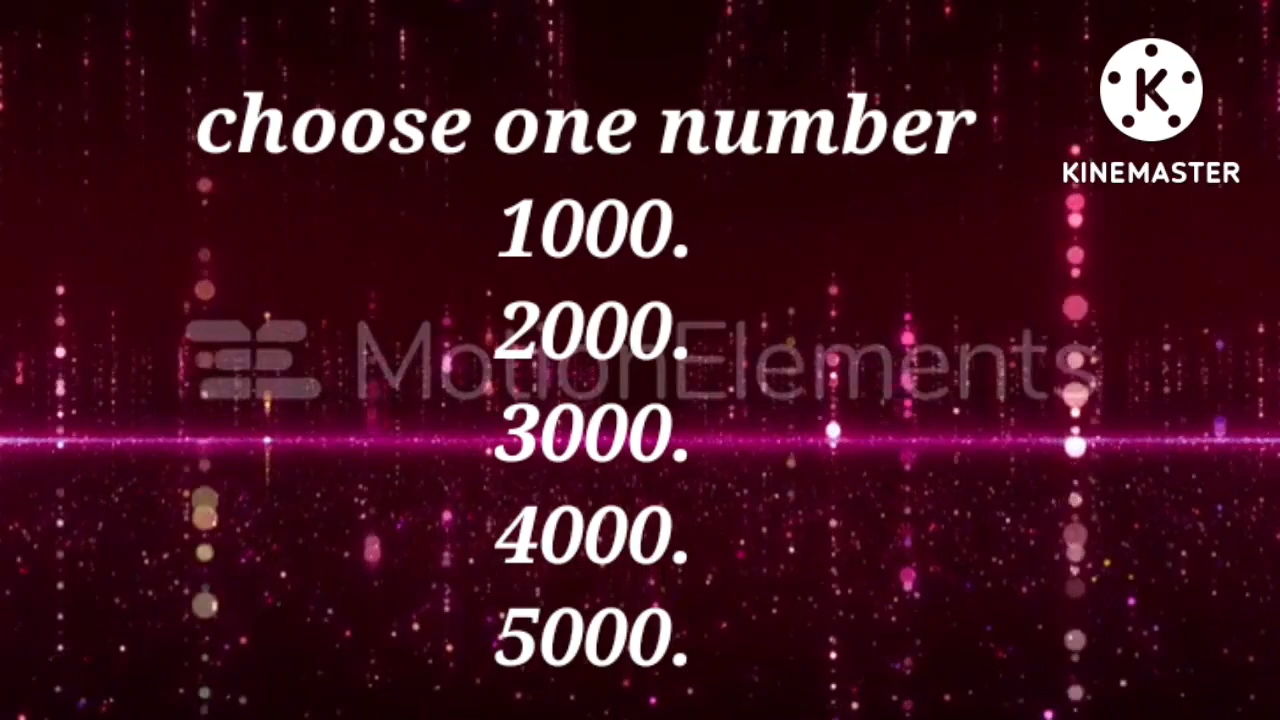 choose one number
K
KINEMASTER
1000.
2000.
MotionElements
3000.
4000.
5000.